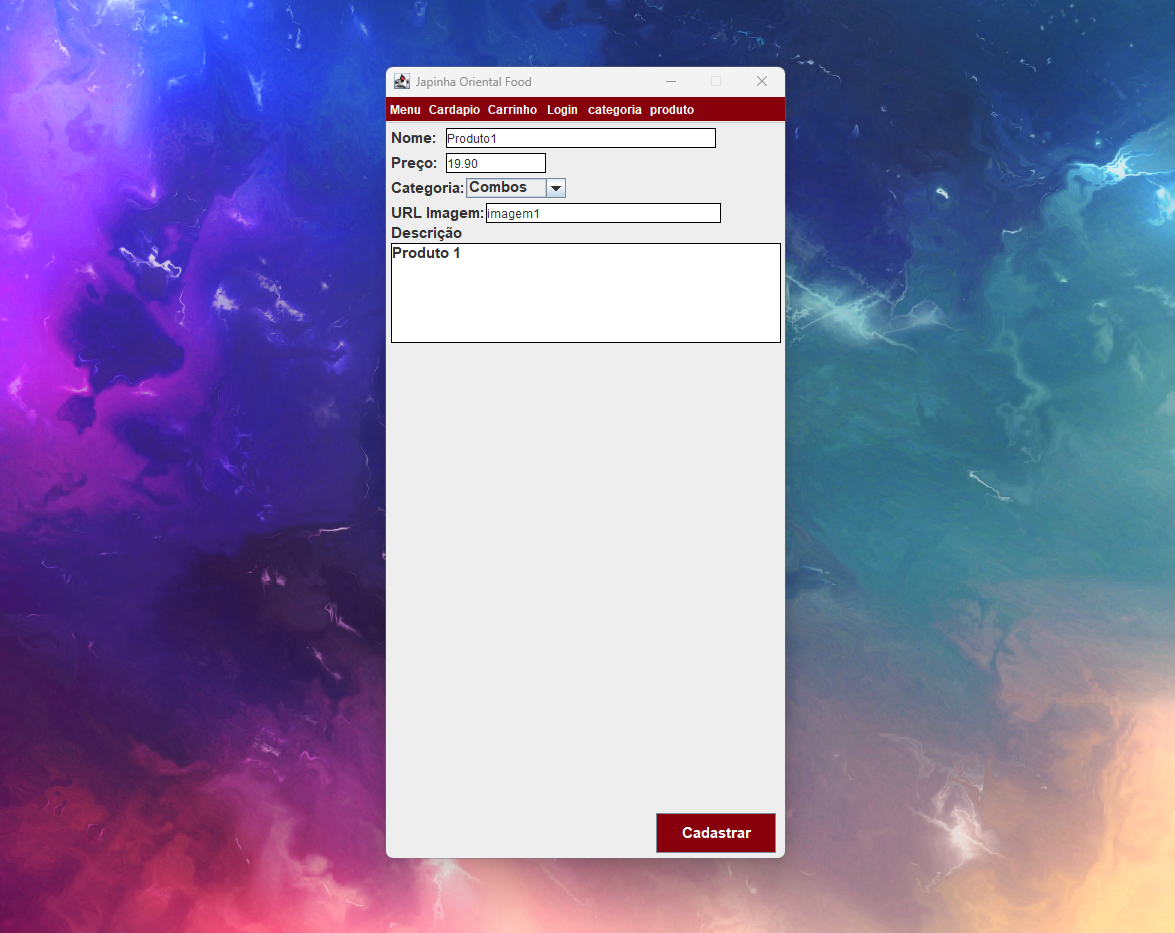 Japinha Oriental Food
Menu Cardapio Carrinho Login categoria produto
Nome: Produto1
Preço: 19.90
Categoria: Combos
URL Imagem: imagem1
Descrição
Produto 1
Cadastrar